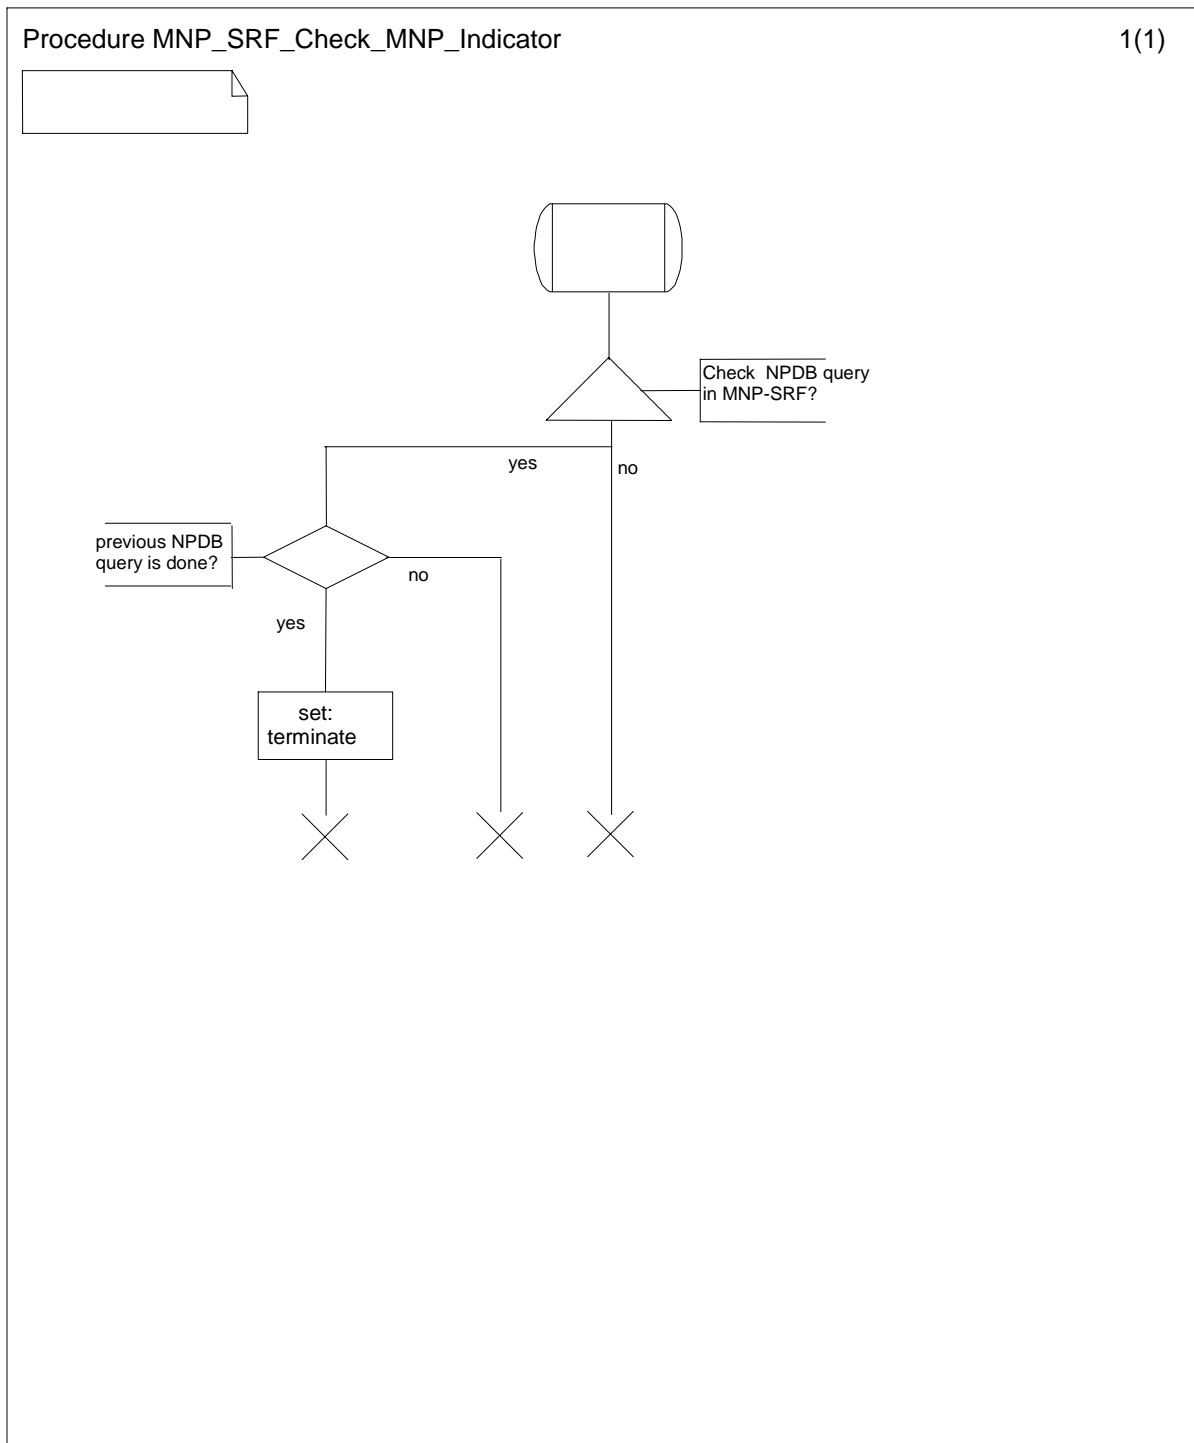 Procedure MNP_SRF_Check_MNP_Indicator 1(1)
Check NPDB query
in MNP-SRF?
yes
no
previous NPDB
query is done?
no
yes
set:
terminate